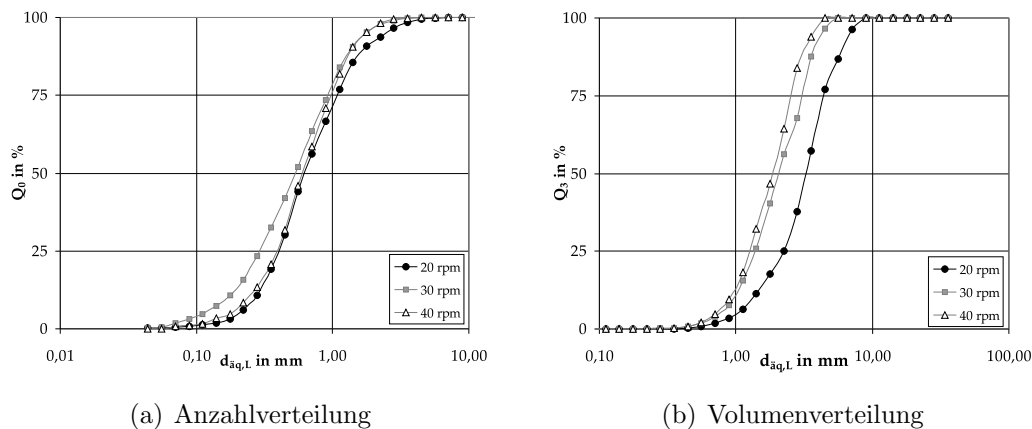 100
75
50
25
0
Q0 in %
0,01
0,10
1,00
10,00
däq,L in mm
20 rpm
30 rpm
40 rpm
(a) Anzahlverteilung
100
75
50
25
0
Q3 in %
0,10
1,00
10,00
100,00
däq,L in mm
20 rpm
30 rpm
40 rpm
(b) Volumenverteilung